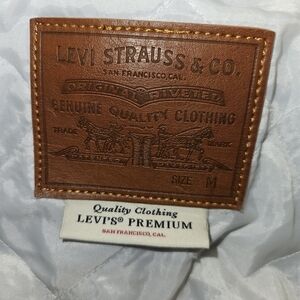 LEVI STRAUSS & CO.
SAN FRANCISCO, CAL.
ORIGINAL RIVETED
GENUINE QUALITY CLOTHING
TRADE MARK
SIZE M
Quality Clothing
LEVI'S® PREMIUM
SAN FRANCISCO, CAL.